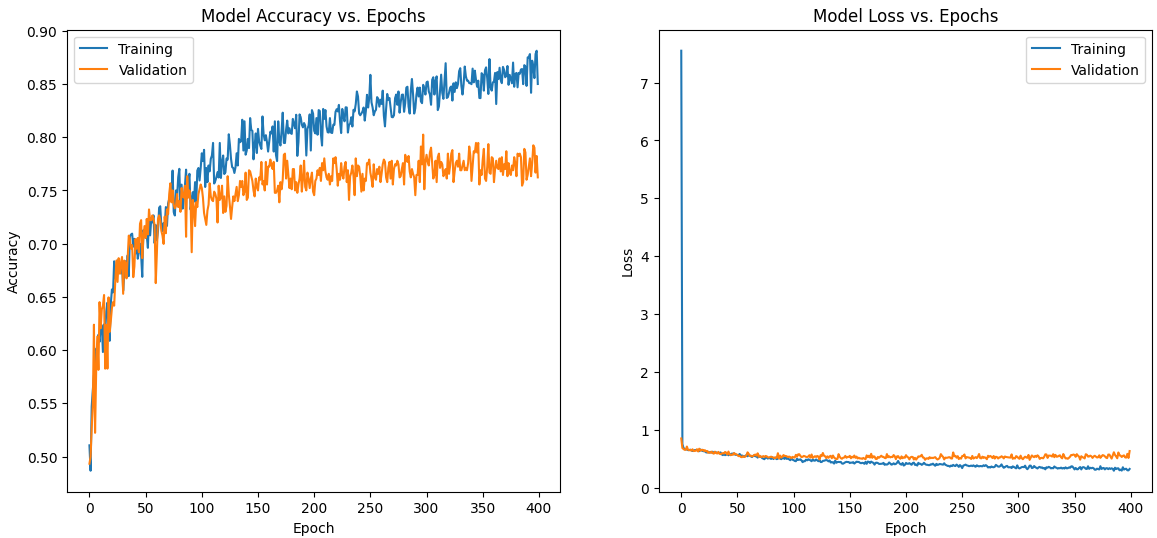 Model Accuracy vs. Epochs
Training
Validation
0.90
0.85
0.80
0.75
0.70
0.65
0.60
0.55
0.50
Accuracy
0 50 100 150 200 250 300 350 400
Epoch
Model Loss vs. Epochs
Training
Validation
7
6
5
4
3
2
1
0
Loss
0 50 100 150 200 250 300 350 400
Epoch